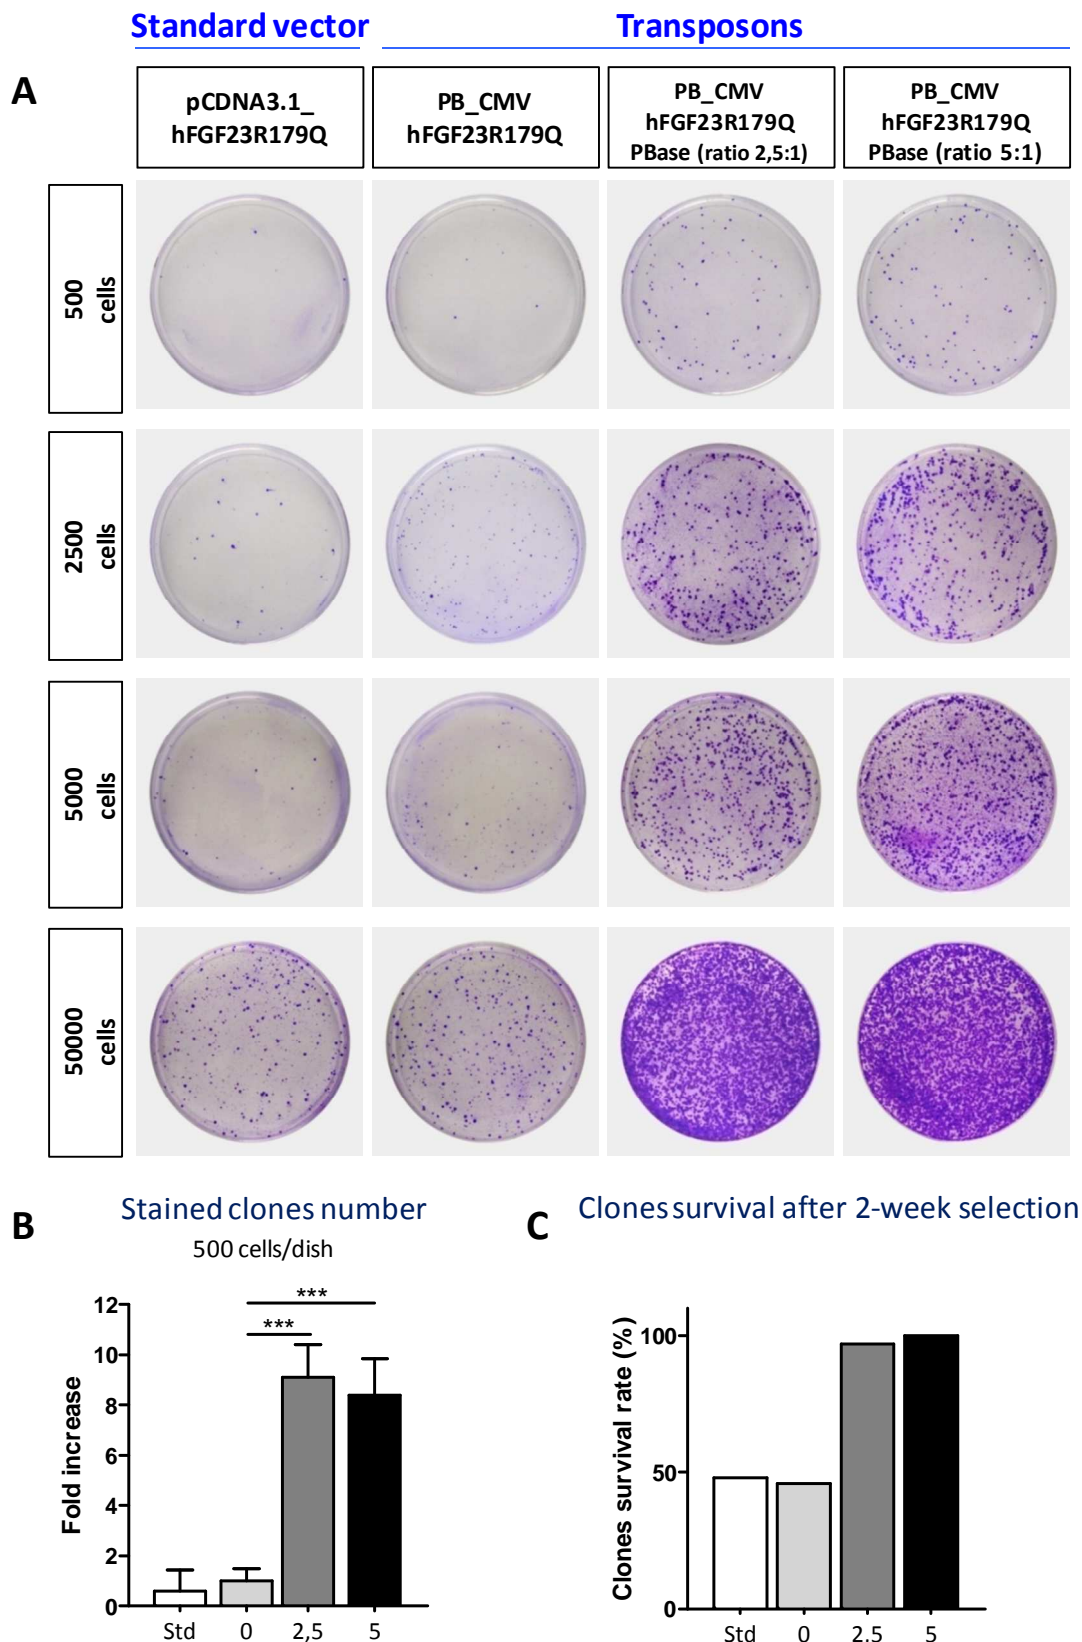 Standard vector
Transposons
A
pCDNA3.1_
hFGF23R179Q
PB_CMV
hFGF23R179Q
PB_CMV
hFGF23R179Q
PBase (ratio 2,5:1)
PB_CMV
hFGF23R179Q
PBase (ratio 5:1)
500
cells
2500
cells
5000
cells
50000
cells
B
Stained clones number
500 cells/dish
Fold increase
12
10
8
6
4
2
0
***
***
Std
0
2,5
5
C
Clones survival after 2-week selection
Clones survival rate (%)
100
50
0
Std
0
2.5
5